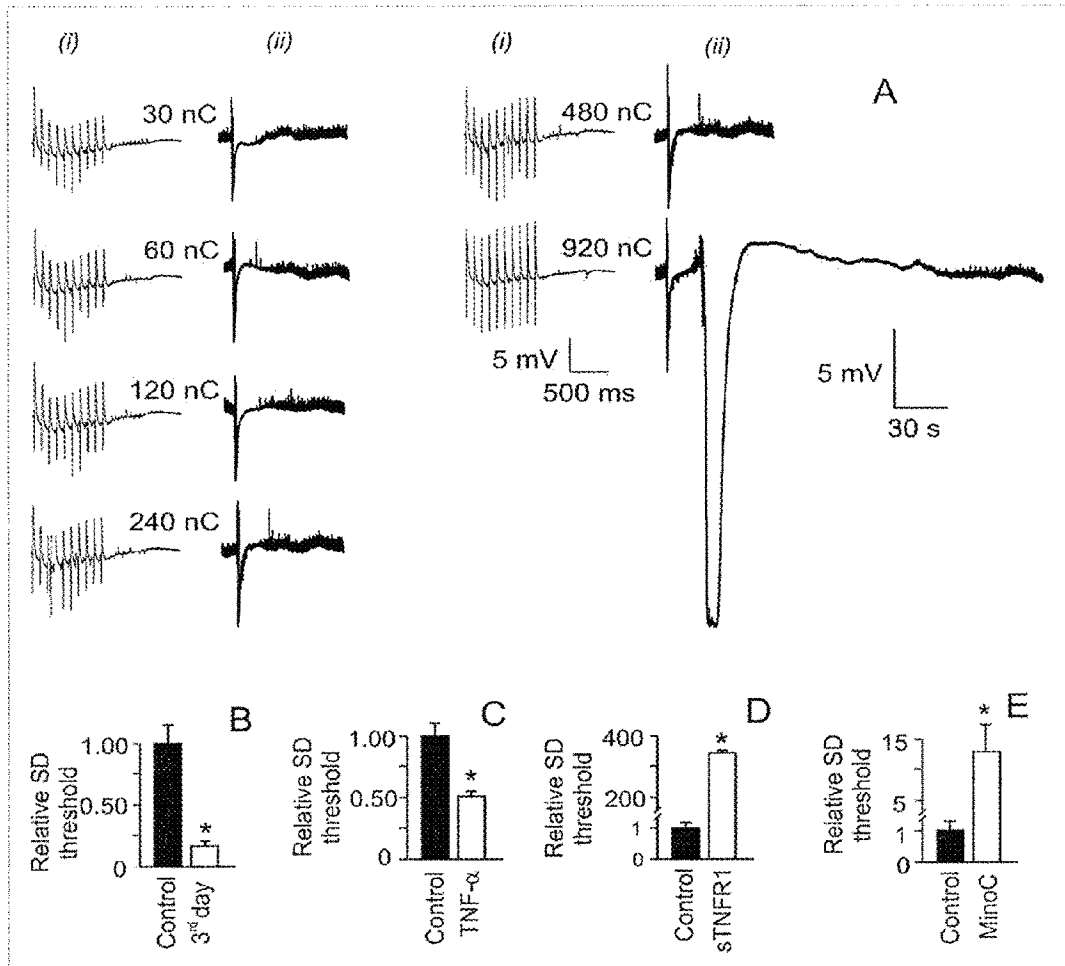 (i) (ii) (i) (ii)
A
30 nC
480 nC
60 nC
920 nC
5 mV
500 ms
5 mV
30 s
120 nC
240 nC
B
Relative SD
threshold
1.00
0.50
0
*
Control
3rd day
C
Relative SD
threshold
1.00
0.50
0
*
Control
TNF-α
D
Relative SD
threshold
400
200
1
0
*
Control
sTNFR1
E
Relative SD
threshold
15
5
1
0
*
Control
MinoC